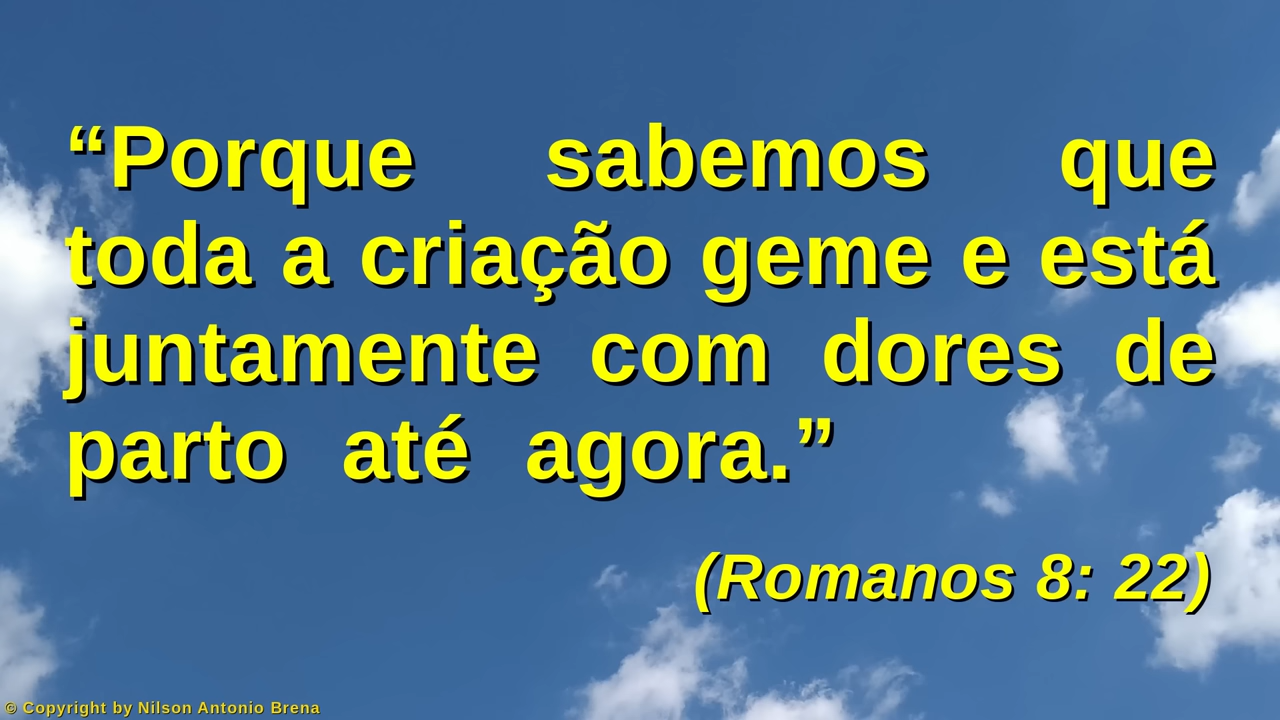 “Porque sabemos que
toda a criação geme e está
juntamente com dores de
parto até agora.”
(Romanos 8: 22)
© Copyright by Nilson Antonio Brena